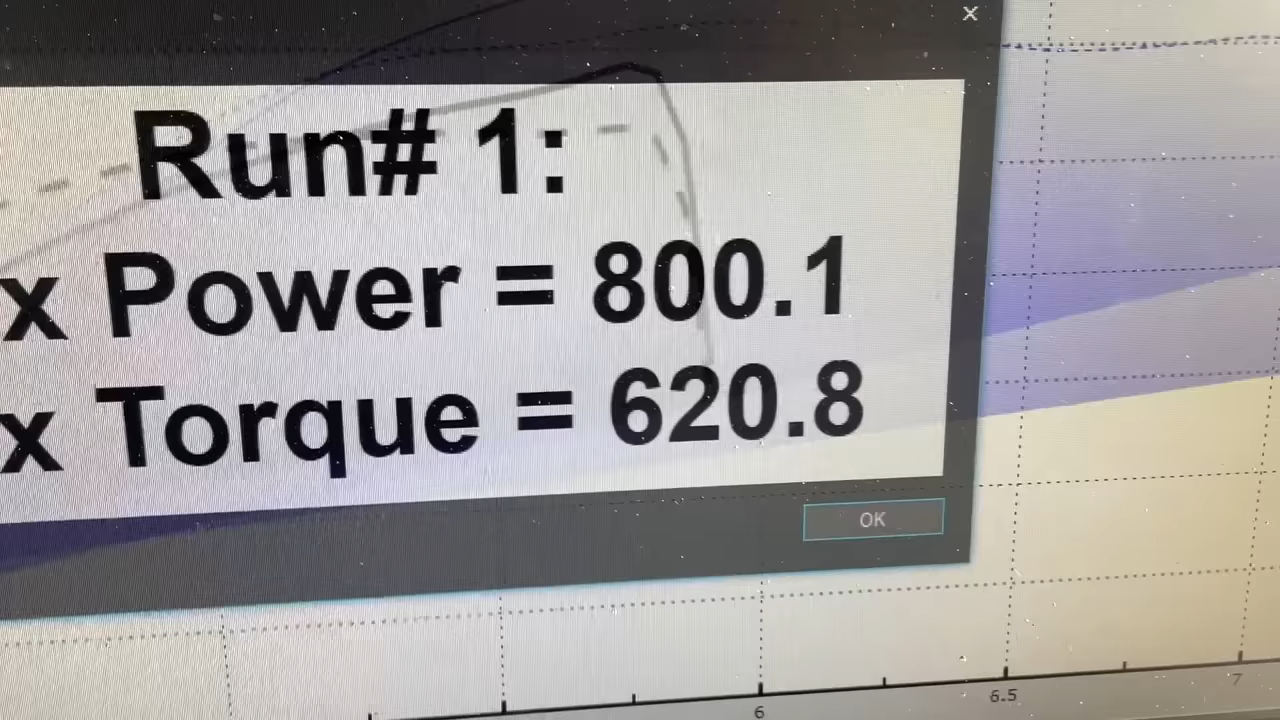 X
Run# 1:
x Power = 800.1
x Torque = 620.8
OK
6
6.5
7